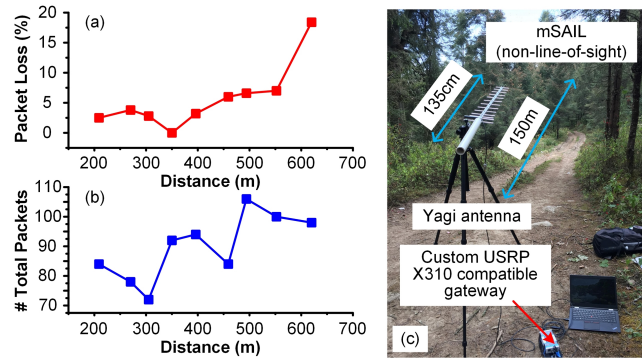 (a)
Packet Loss (%)
20
15
10
5
0
200 300 400 500 600 700
Distance (m)
(b)
# Total Packets
110
100
90
80
70
200 300 400 500 600 700
Distance (m)
mSAIL
(non-line-of-sight)
135cm
150m
Yagi antenna
Custom USRP
X310 compatible
gateway
(c)